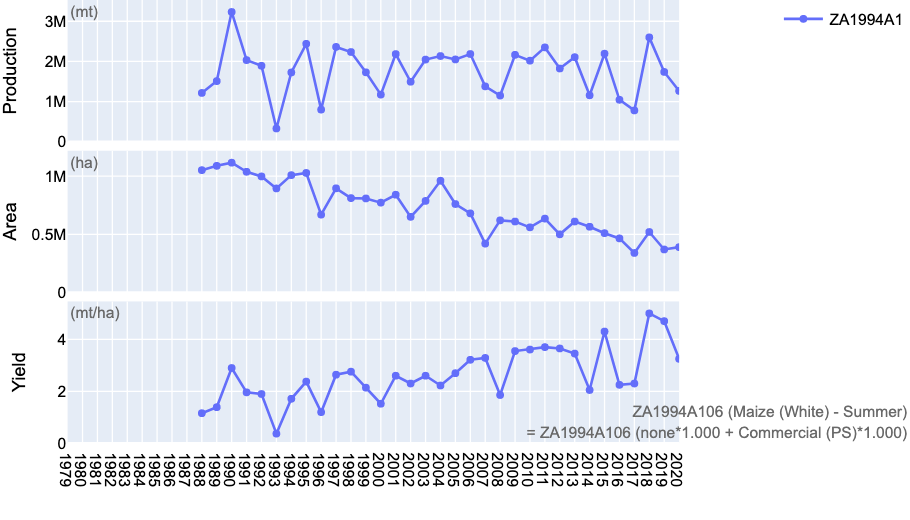 (mt)
ZA1994A1
Production
3M
2M
1M
0
(ha)
Area
1M
0.5M
0
(mt/ha)
Yield
4
2
0
ZA1994A106 (Maize (White) - Summer)
= ZA1994A106 (none*1.000 + Commercial (PS)*1.000)
1979 1980 1981 1982 1983 1984 1985 1986 1987 1988 1989 1990 1991 1992 1993 1994 1995 1996 1997 1998 1999 2000 2001 2002 2003 2004 2005 2006 2007 2008 2009 2010 2011 2012 2013 2014 2015 2016 2017 2018 2019 2020